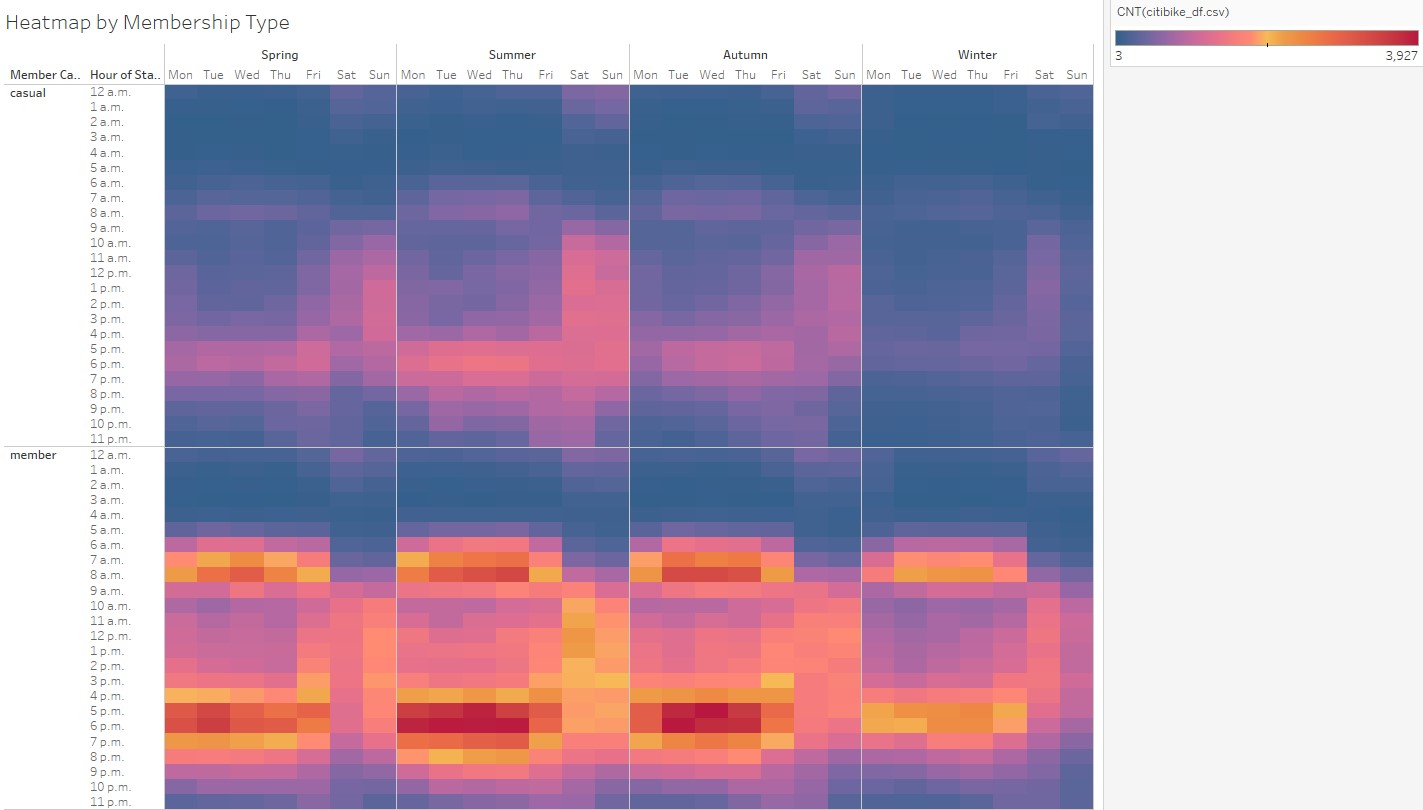 Heatmap by Membership Type
CNT(citibike_df.csv)
3 3,927
Spring Summer Autumn Winter
Member Ca.. Hour of Sta.. Mon Tue Wed Thu Fri Sat Sun Mon Tue Wed Thu Fri Sat Sun Mon Tue Wed Thu Fri Sat Sun Mon Tue Wed Thu Fri Sat Sun
casual 12 a.m.
1 a.m.
2 a.m.
3 a.m.
4 a.m.
5 a.m.
6 a.m.
7 a.m.
8 a.m.
9 a.m.
10 a.m.
11 a.m.
12 p.m.
1 p.m.
2 p.m.
3 p.m.
4 p.m.
5 p.m.
6 p.m.
7 p.m.
8 p.m.
9 p.m.
10 p.m.
11 p.m.
member 12 a.m.
1 a.m.
2 a.m.
3 a.m.
4 a.m.
5 a.m.
6 a.m.
7 a.m.
8 a.m.
9 a.m.
10 a.m.
11 a.m.
12 p.m.
1 p.m.
2 p.m.
3 p.m.
4 p.m.
5 p.m.
6 p.m.
7 p.m.
8 p.m.
9 p.m.
10 p.m.
11 p.m.